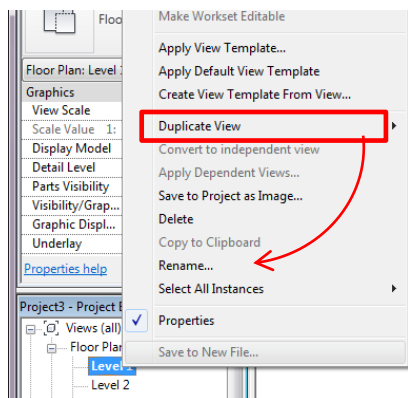 Floo
Make Workset Editable
Apply View Template...
Apply Default View Template
Create View Template From View...
Duplicate View
Convert to independent view
Apply Dependent Views...
Save to Project as Image...
Delete
Copy to Clipboard
Rename...
Select All Instances
Properties
Save to New File...
Floor Plan: Level
Graphics
View Scale
Scale Value 1:
Display Model
Detail Level
Parts Visibility
Visibility/Grap...
Graphic Displ...
Underlay
Properties help
Project3 - Project
Views (all)
Floor Plan
Level
Level 2